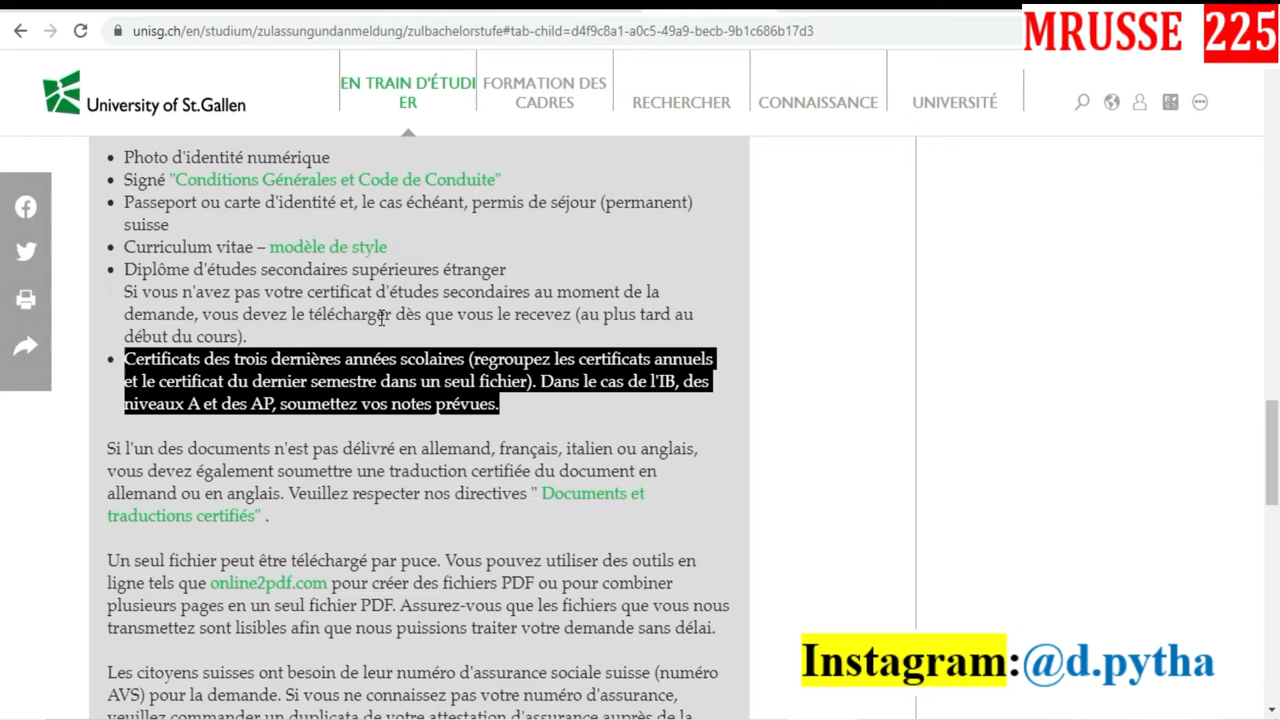 unisg.ch/en/studium/zulassungundanmeldung/zulbachelorstufe#tab-child=d4f9c8a1-a0c5-49a9-becb-9b1c686b17d3
MRUSSE 225
University of St.Gallen
EN TRAIN D'ÉTUDI
ER
FORMATION DES
CADRES
RECHERCHER
CONNAISSANCE
UNIVERSITÉ
• Photo d'identité numérique
• Signé "Conditions Générales et Code de Conduite"
• Passeport ou carte d'identité et, le cas échéant, permis de séjour (permanent)
suisse
• Curriculum vitae – modèle de style
• Diplôme d'études secondaires supérieures étranger
Si vous n'avez pas votre certificat d'études secondaires au moment de la
demande, vous devez le télécharger dès que vous le recevez (au plus tard au
début du cours).
• Certificats des trois dernières années scolaires (regroupez les certificats annuels
et le certificat du dernier semestre dans un seul fichier). Dans le cas de l'IB, des
niveaux A et des AP, soumettez vos notes prévues.
Si l'un des documents n'est pas délivré en allemand, français, italien ou anglais,
vous devez également soumettre une traduction certifiée du document en
allemand ou en anglais. Veuillez respecter nos directives " Documents et
traductions certifiés" .
Un seul fichier peut être téléchargé par puce. Vous pouvez utiliser des outils en
ligne tels que online2pdf.com pour créer des fichiers PDF ou pour combiner
plusieurs pages en un seul fichier PDF. Assurez-vous que les fichiers que vous nous
transmettez sont lisibles afin que nous puissions traiter votre demande sans délai.
Les citoyens suisses ont besoin de leur numéro d'assurance sociale suisse (numéro
AVS) pour la demande. Si vous ne connaissez pas votre numéro d'assurance,
veuillez commander un duplicata de votre attestation d'assurance auprès de la
Instagram:@d.pytha